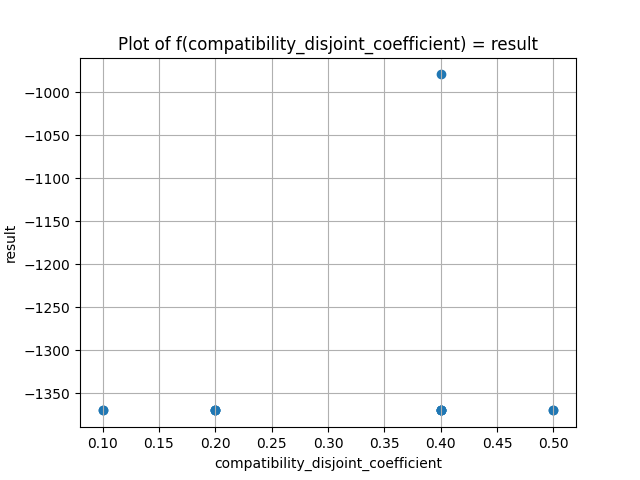 Plot of f(compatibility_disjoint_coefficient) = result
−1000
−1050
−1100
−1150
−1200
−1250
−1300
−1350
result
0.10 0.15 0.20 0.25 0.30 0.35 0.40 0.45 0.50
compatibility_disjoint_coefficient